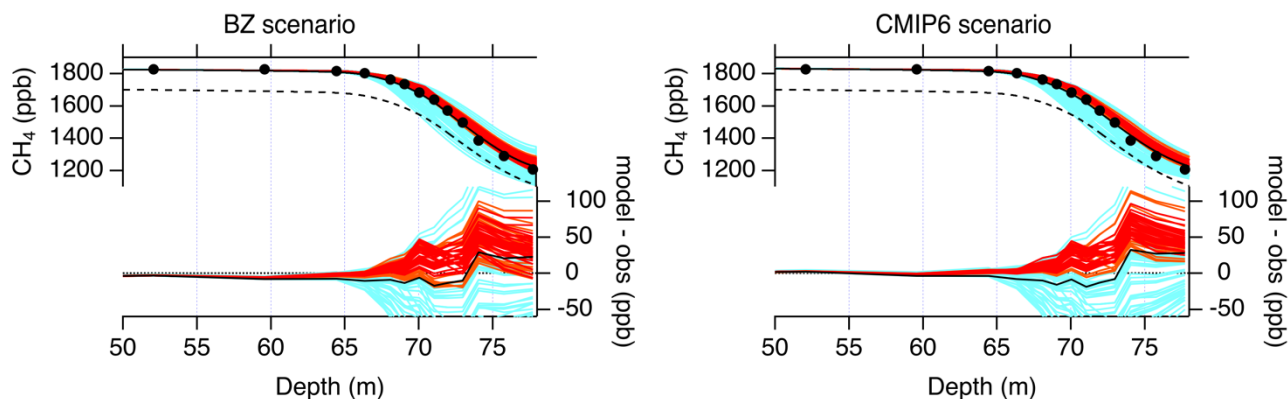 BZ scenario
CH4 (ppb)
1800
1600
1400
1200
model - obs (ppb)
100
50
0
-50
50 55 60 65 70 75
Depth (m)
CMIP6 scenario
CH4 (ppb)
1800
1600
1400
1200
model - obs (ppb)
100
50
0
-50
50 55 60 65 70 75
Depth (m)